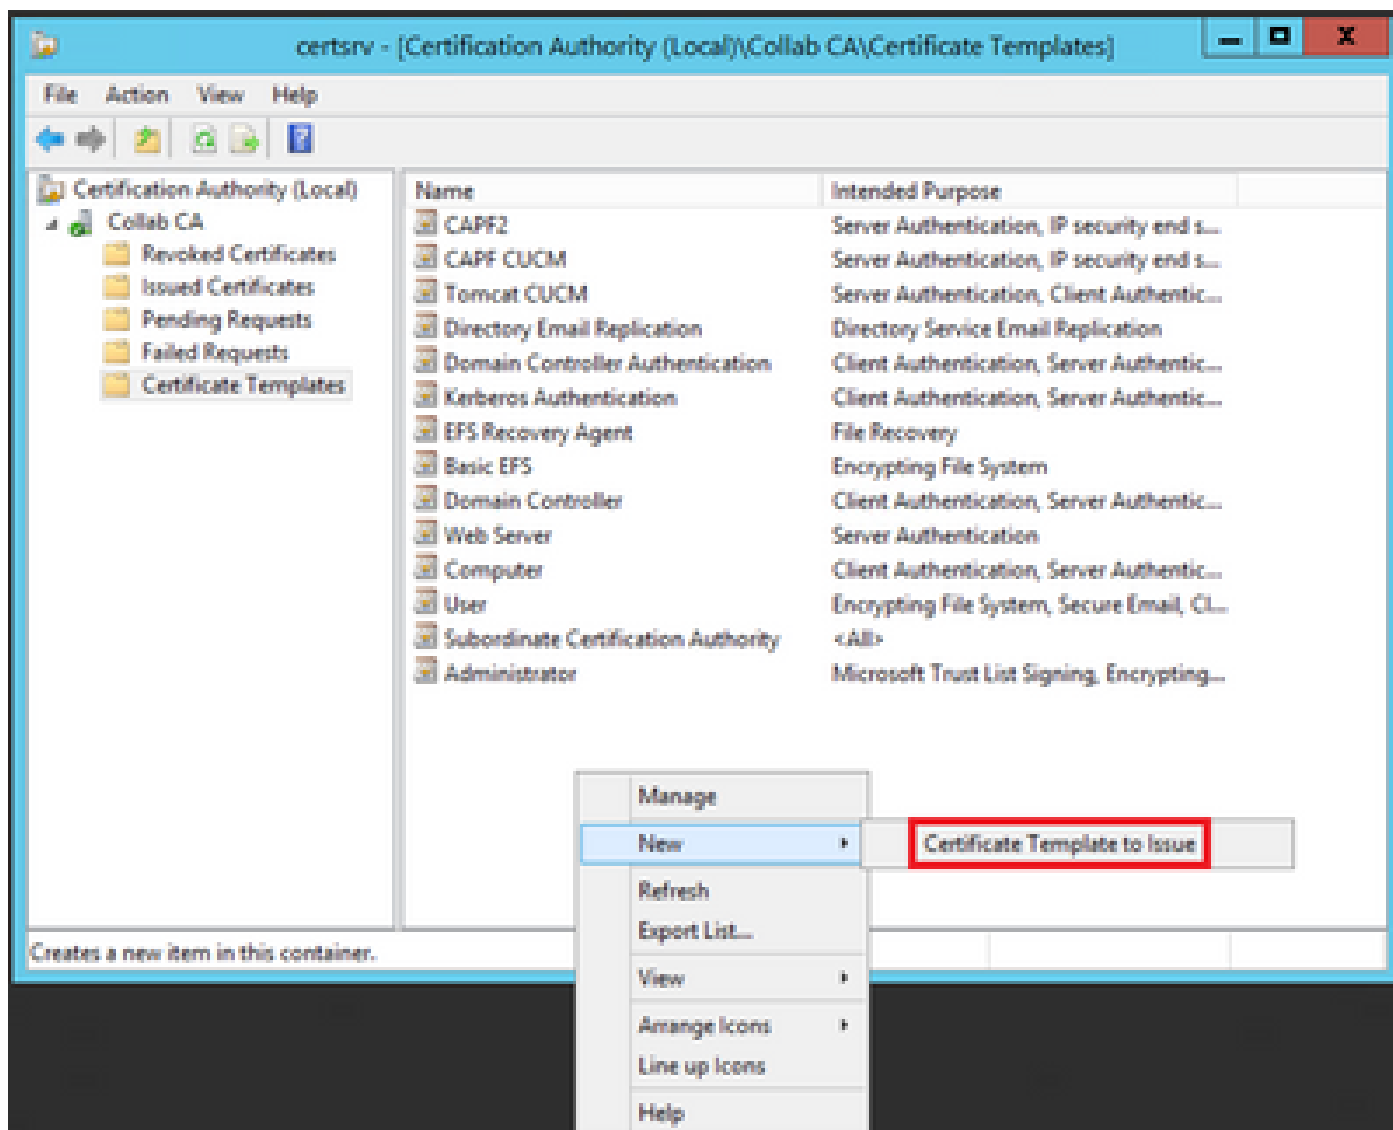 certsrv - [Certification Authority (Local)\Collab CA\Certificate Templates]
File Action View Help
Certification Authority (Local)
Collab CA
Revoked Certificates
Issued Certificates
Pending Requests
Failed Requests
Certificate Templates
Name Intended Purpose
CAPF2 Server Authentication, IP security end s...
CAPF CUCM Server Authentication, IP security end s...
Tomcat CUCM Server Authentication, Client Authentic...
Directory Email Replication Directory Service Email Replication
Domain Controller Authentication Client Authentication, Server Authentic...
Kerberos Authentication Client Authentication, Server Authentic...
EFS Recovery Agent File Recovery
Basic EFS Encrypting File System
Domain Controller Client Authentication, Server Authentic...
Web Server Server Authentication
Computer Client Authentication, Server Authentic...
User Encrypting File System, Secure Email, Cl...
Subordinate Certification Authority <All>
Administrator Microsoft Trust List Signing, Encrypting...
Manage
New Certificate Template to Issue
Refresh
Export List...
View
Arrange Icons
Line up Icons
Help
Creates a new item in this container.